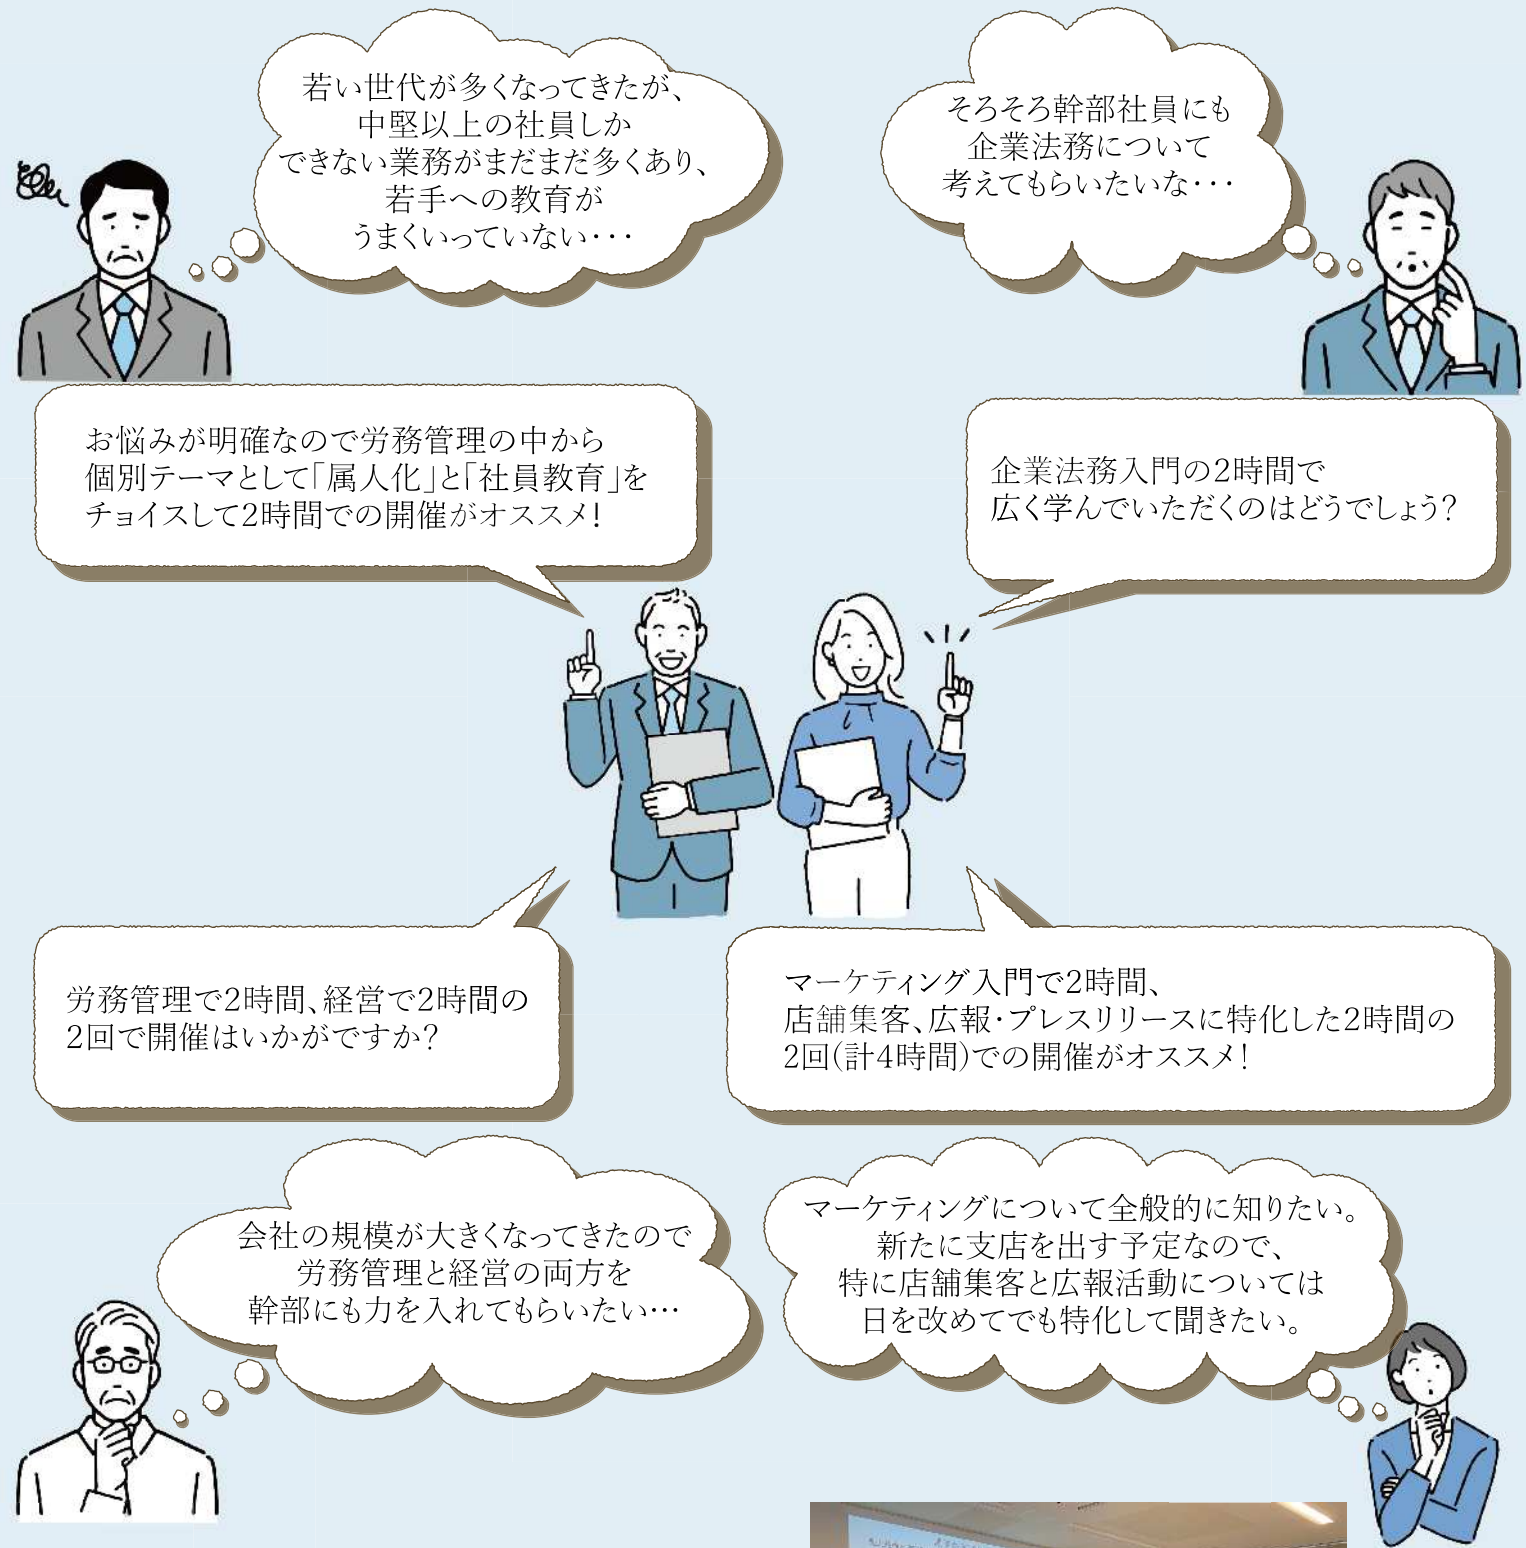 若い世代が多くなってきたが、
中堅以上の社員しか
できない業務がまだまだ多くあり、
若手への教育が
うまくいっていない・・・
そろそろ幹部社員にも
企業法務について
考えてもらいたいな・・・
お悩みが明確なので労務管理の中から
個別テーマとして「属人化」と「社員教育」を
チョイスして2時間での開催がオススメ！
企業法務入門の2時間で
広く学んでいただくのはどうでしょう？
労務管理で2時間、経営で2時間の
2回で開催はいかがですか？
マーケティング入門で2時間、
店舗集客、広報・プレスリリースに特化した2時間の
2回(計4時間)での開催がオススメ！
会社の規模が大きくなってきたので
労務管理と経営の両方を
幹部にも力を入れてもらいたい…
マーケティングについて全般的に知りたい。
新たに支店を出す予定なので、
特に店舗集客と広報活動については
日を改めてでも特化して聞きたい。